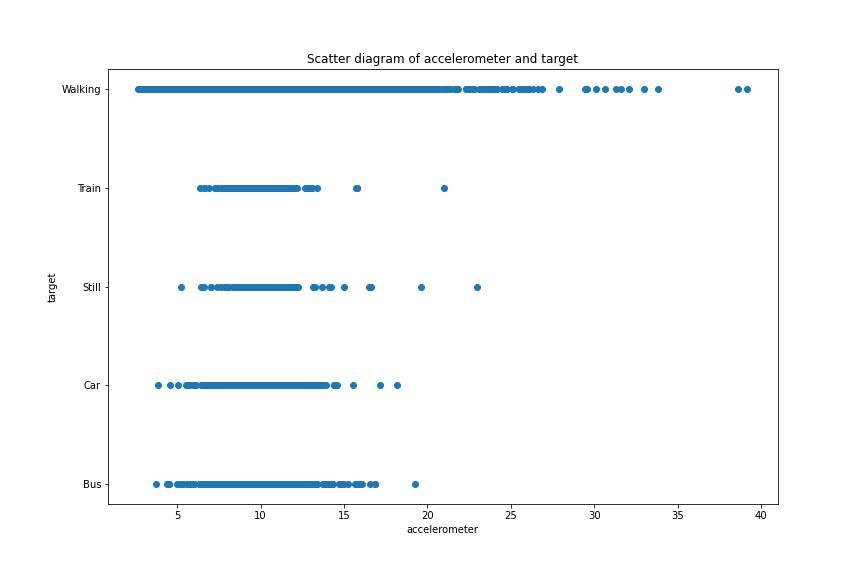 Scatter diagram of accelerometer and target
Walking
Train
Still
Car
Bus
target
5 10 15 20 25 30 35 40
accelerometer